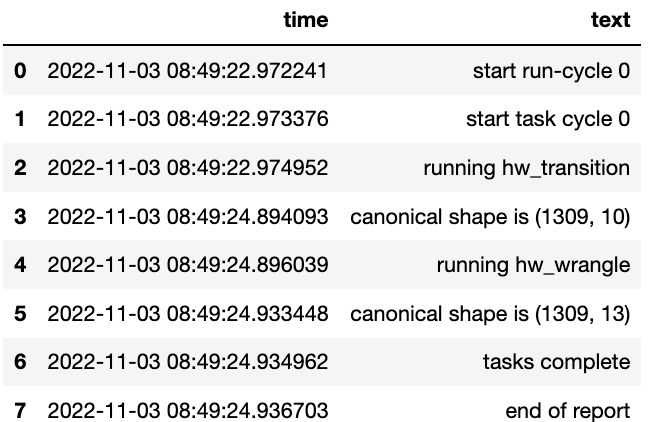 time text
0 2022-11-03 08:49:22.972241 start run-cycle 0
1 2022-11-03 08:49:22.973376 start task cycle 0
2 2022-11-03 08:49:22.974952 running hw_transition
3 2022-11-03 08:49:24.894093 canonical shape is (1309, 10)
4 2022-11-03 08:49:24.896039 running hw_wrangle
5 2022-11-03 08:49:24.933448 canonical shape is (1309, 13)
6 2022-11-03 08:49:24.934962 tasks complete
7 2022-11-03 08:49:24.936703 end of report